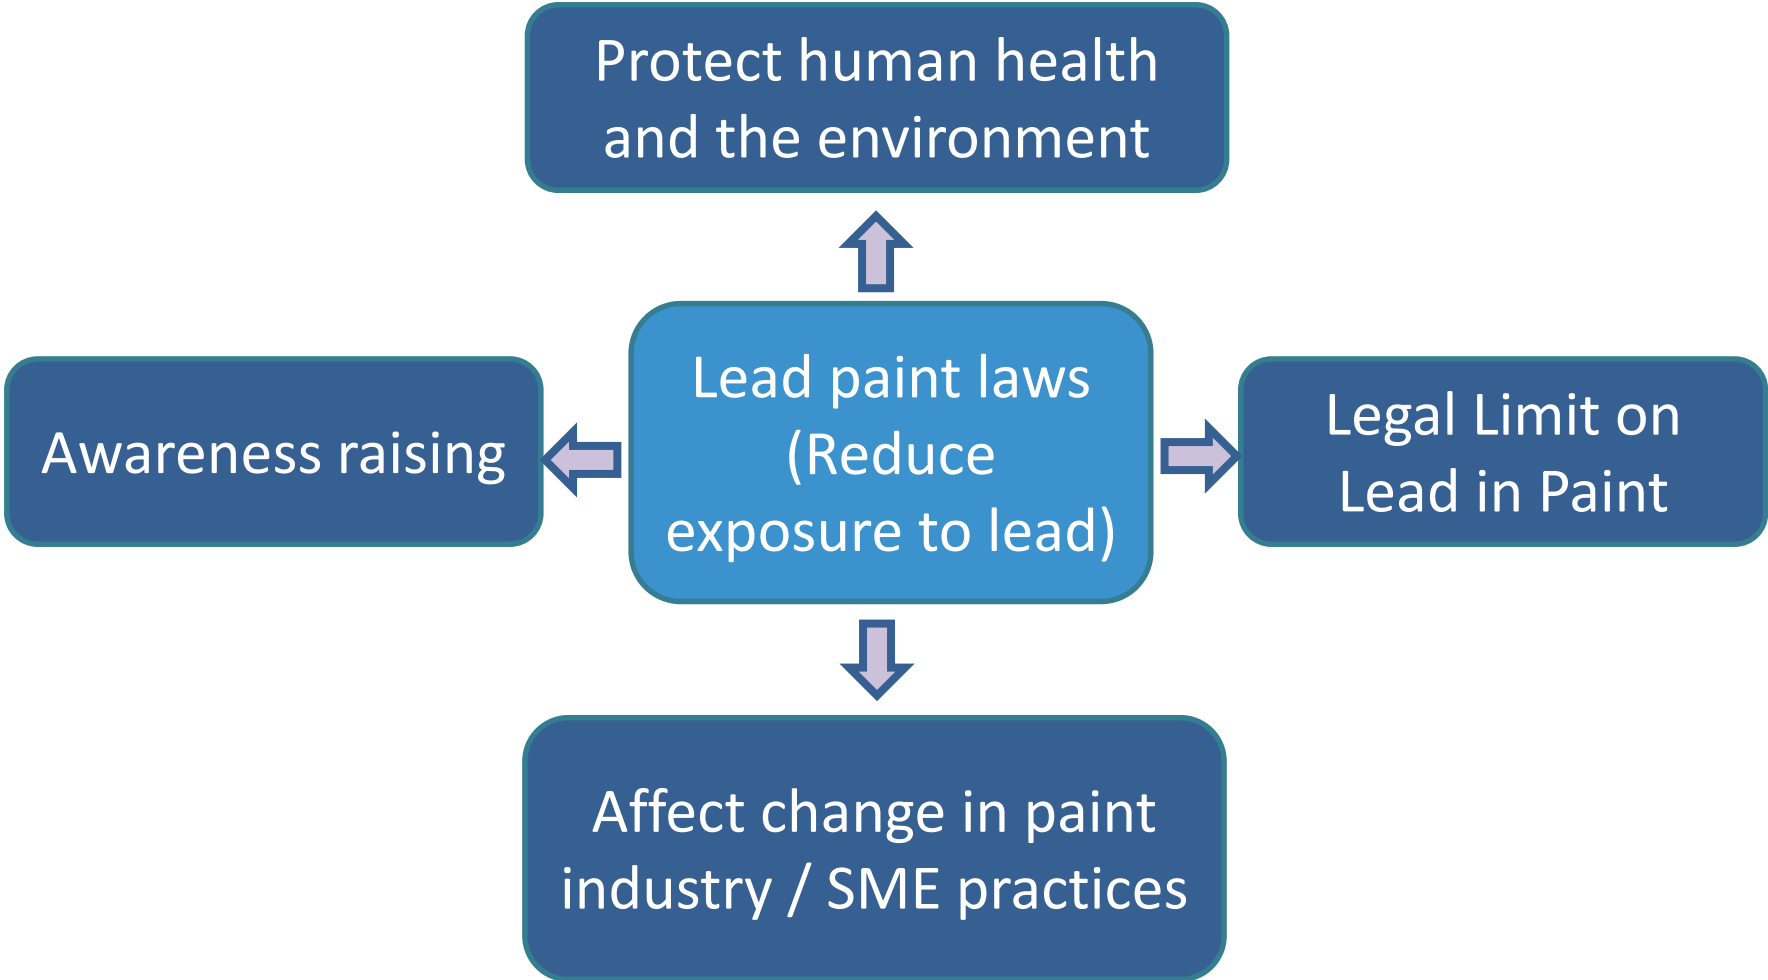 Protect human health
and the environment
Awareness raising
Lead paint laws
(Reduce
exposure to lead)
Legal Limit on
Lead in Paint
Affect change in paint
industry / SME practices